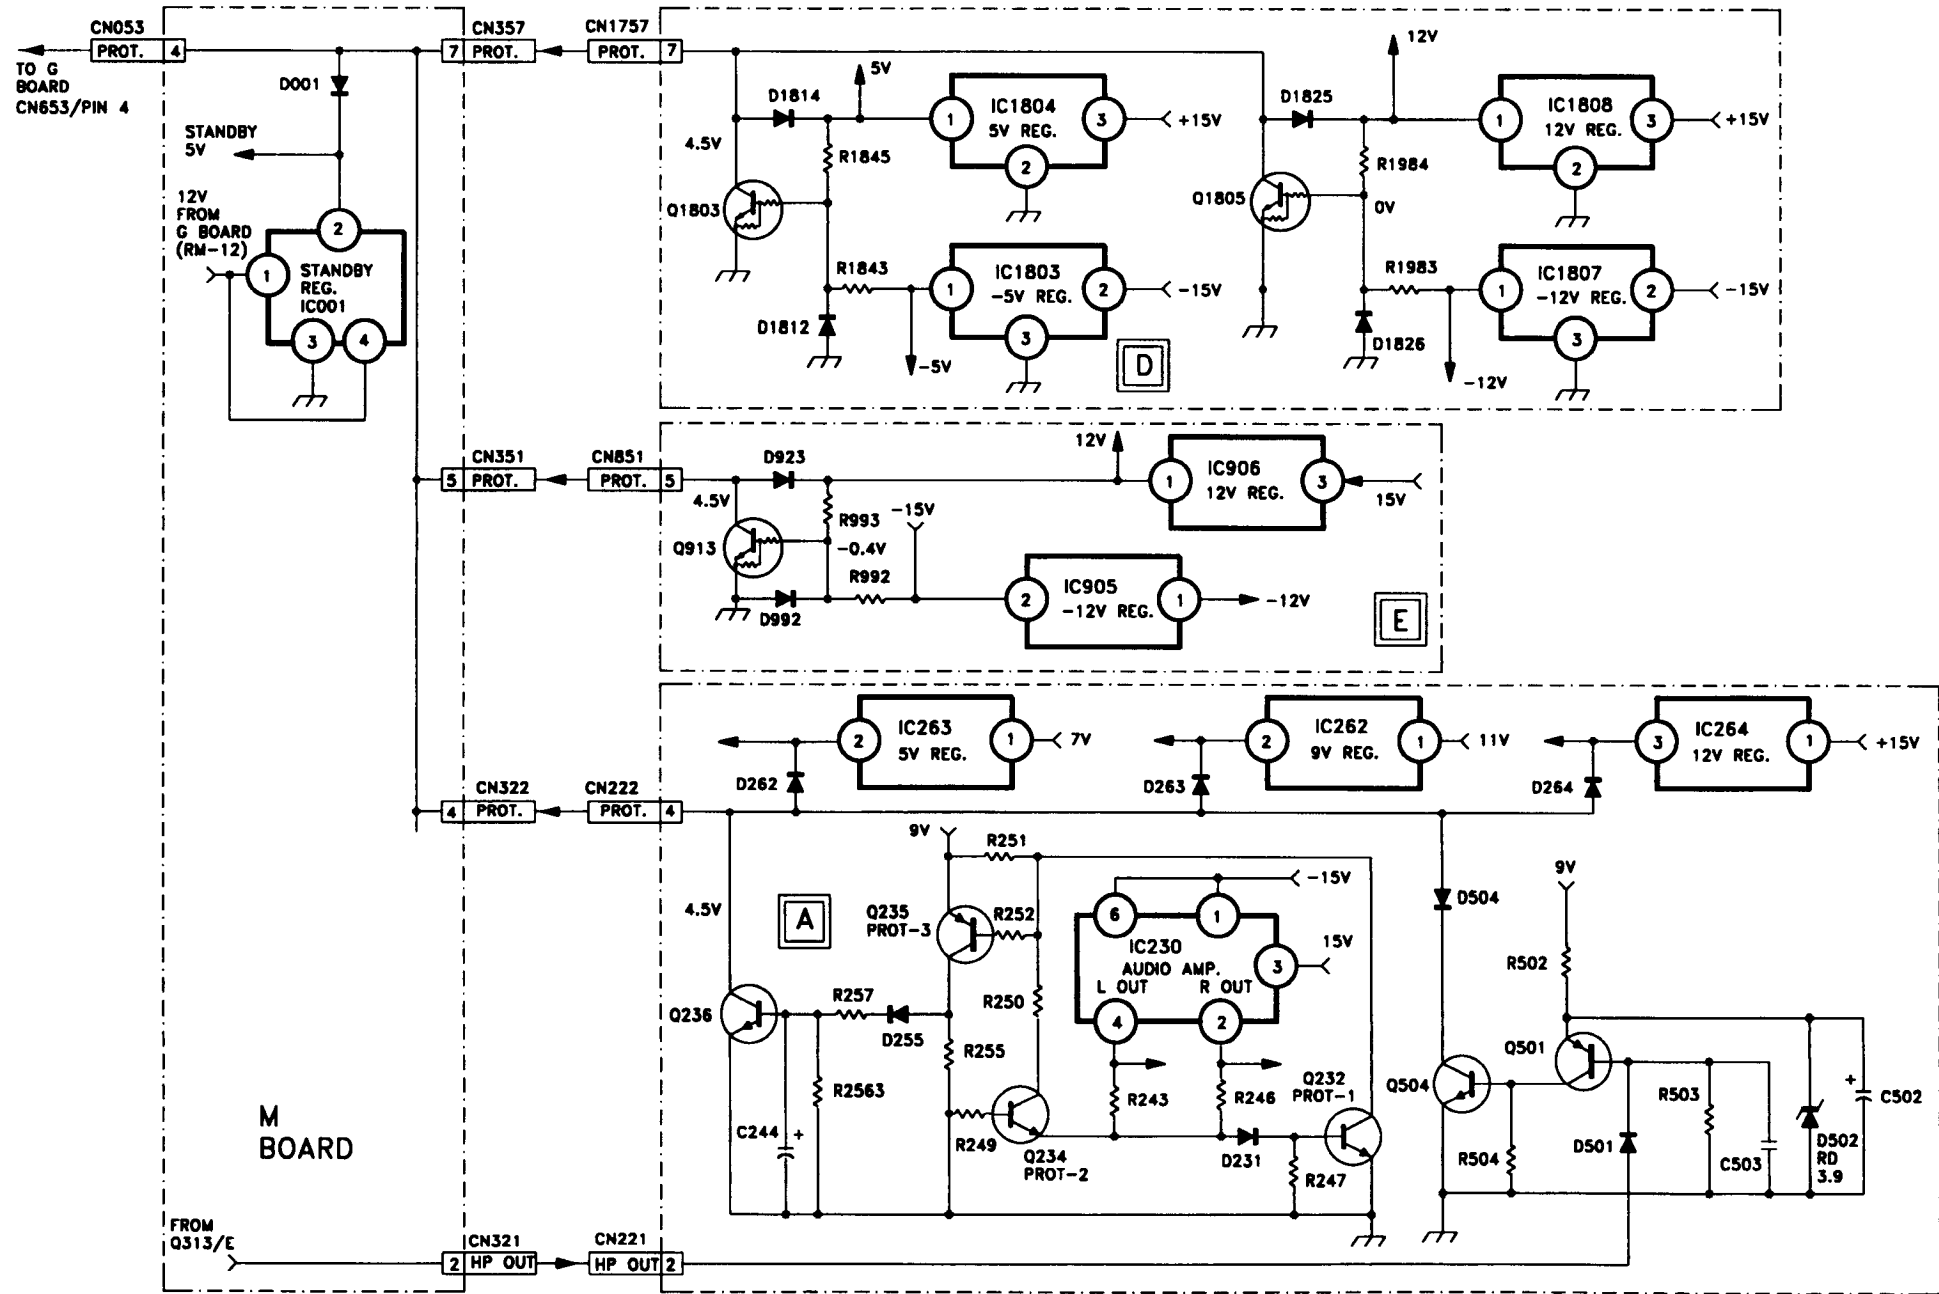 CN053
PROT. 4
TO G
BOARD
CN653/PIN 4
D001
STANDBY
5V
12V
FROM
G BOARD
(RM-12)
1
2
STANDBY
REG.
IC001
3
4
CN357
7 PROT.
CN1757
PROT. 7
D1814
5V
4.5V
R1845
Q1803
1
IC1804
5V REG.
3
+15V
2
R1843
D1812
1
IC1803
-5V REG.
2
-15V
3
-5V
D
D1825
12V
R1984
Q1805
0V
1
IC1808
12V REG.
3
+15V
2
R1983
D1826
1
IC1807
-12V REG.
2
-15V
3
-12V
CN351
5 PROT.
CN851
PROT. 5
D923
4.5V
12V
1
IC906
12V REG.
3
15V
R993
-15V
Q913
-0.4V
R992
D992
2
IC905
-12V REG.
1
-12V
E
CN322
4 PROT.
CN222
PROT. 4
2
IC263
5V REG.
1
7V
D262
2
IC262
9V REG.
1
11V
D263
3
IC264
12V REG.
1
+15V
D264
9V
R251
4.5V
A
Q235
PROT-3
R252
-15V
6
1
IC230
AUDIO AMP.
L OUT
R OUT
3
15V
4
2
Q236
R257
D255
R250
R255
R2563
C244
+
R249
Q234
PROT-2
R243
R246
D231
Q232
PROT-1
R247
D504
9V
R502
Q501
Q504
R503
R504
D501
C503
D502
RD
3.9
+
C502
M
BOARD
FROM
Q313/E
CN321
2 HP OUT
CN221
HP OUT 2